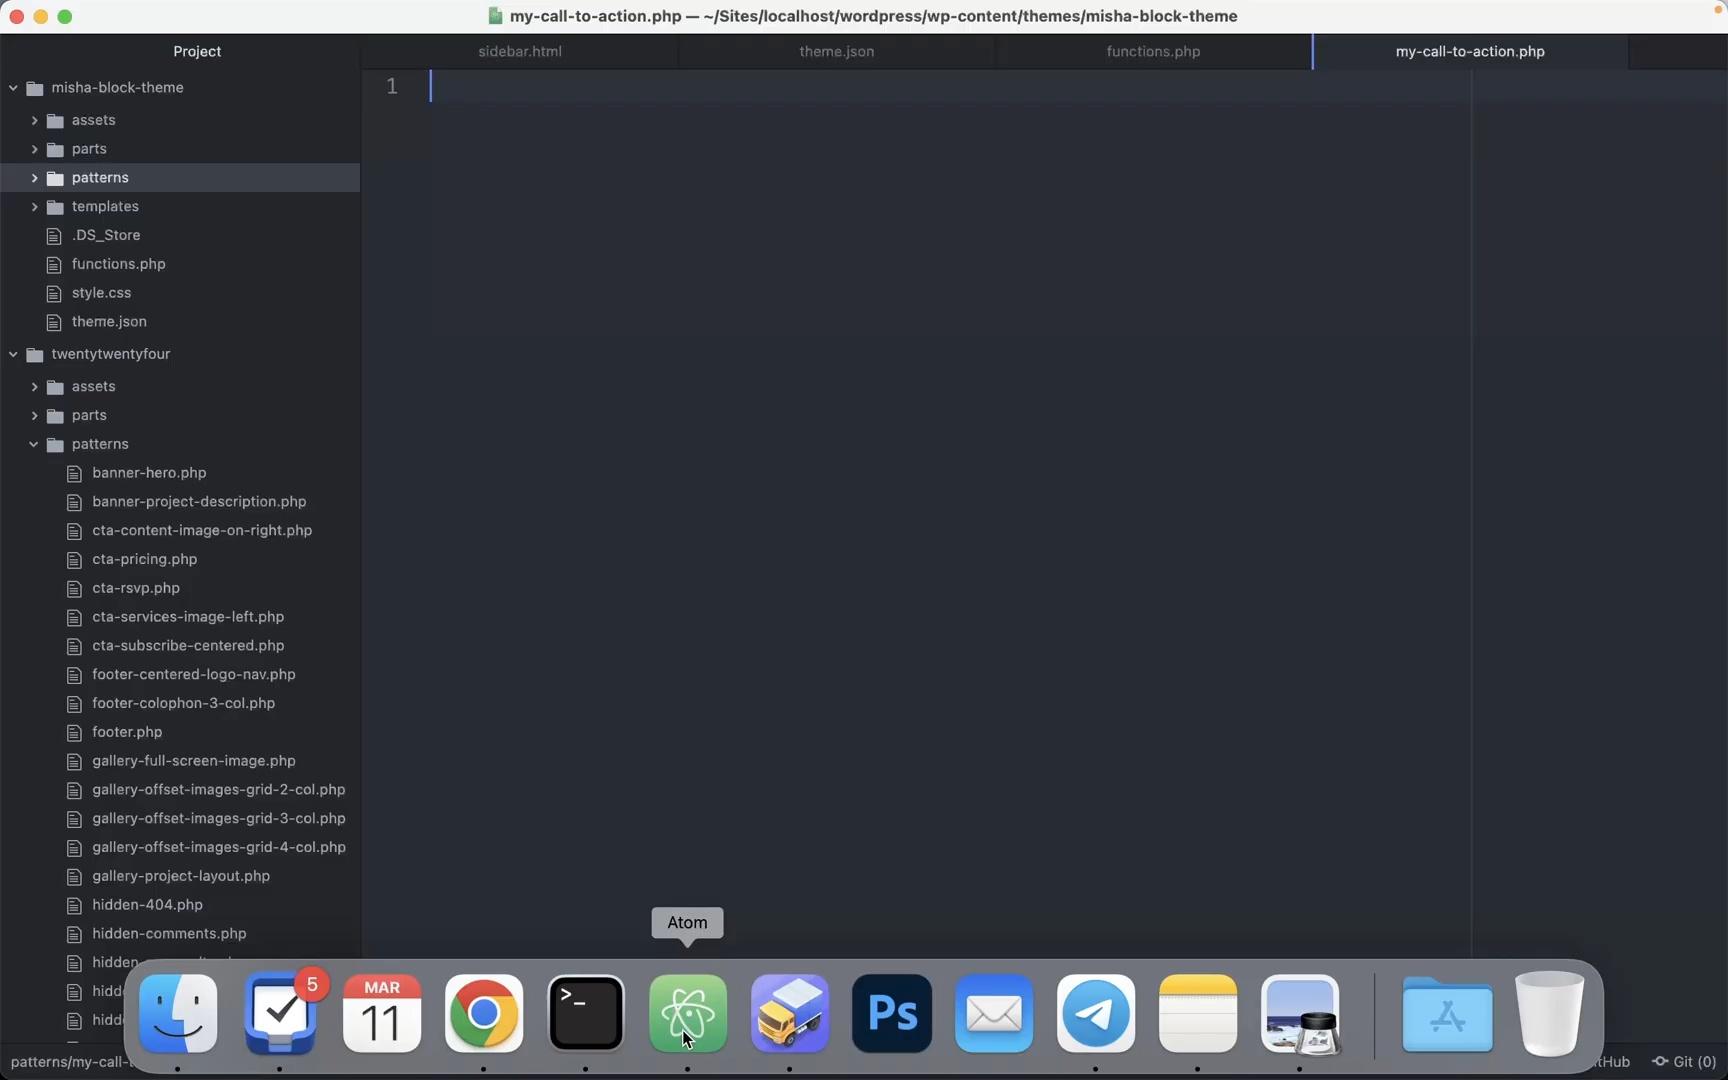 my-call-to-action.php — ~/Sites/localhost/wordpress/wp-content/themes/misha-block-theme
Project
sidebar.html
theme.json
functions.php
my-call-to-action.php
1
misha-block-theme
assets
parts
patterns
templates
.DS_Store
functions.php
style.css
theme.json
twentytwentyfour
assets
parts
patterns
banner-hero.php
banner-project-description.php
cta-content-image-on-right.php
cta-pricing.php
cta-rsvp.php
cta-services-image-left.php
cta-subscribe-centered.php
footer-centered-logo-nav.php
footer-colophon-3-col.php
footer.php
gallery-full-screen-image.php
gallery-offset-images-grid-2-col.php
gallery-offset-images-grid-3-col.php
gallery-offset-images-grid-4-col.php
gallery-project-layout.php
hidden-404.php
hidden-comments.php
Atom
5
MAR
11
>_
Ps
Git (0)